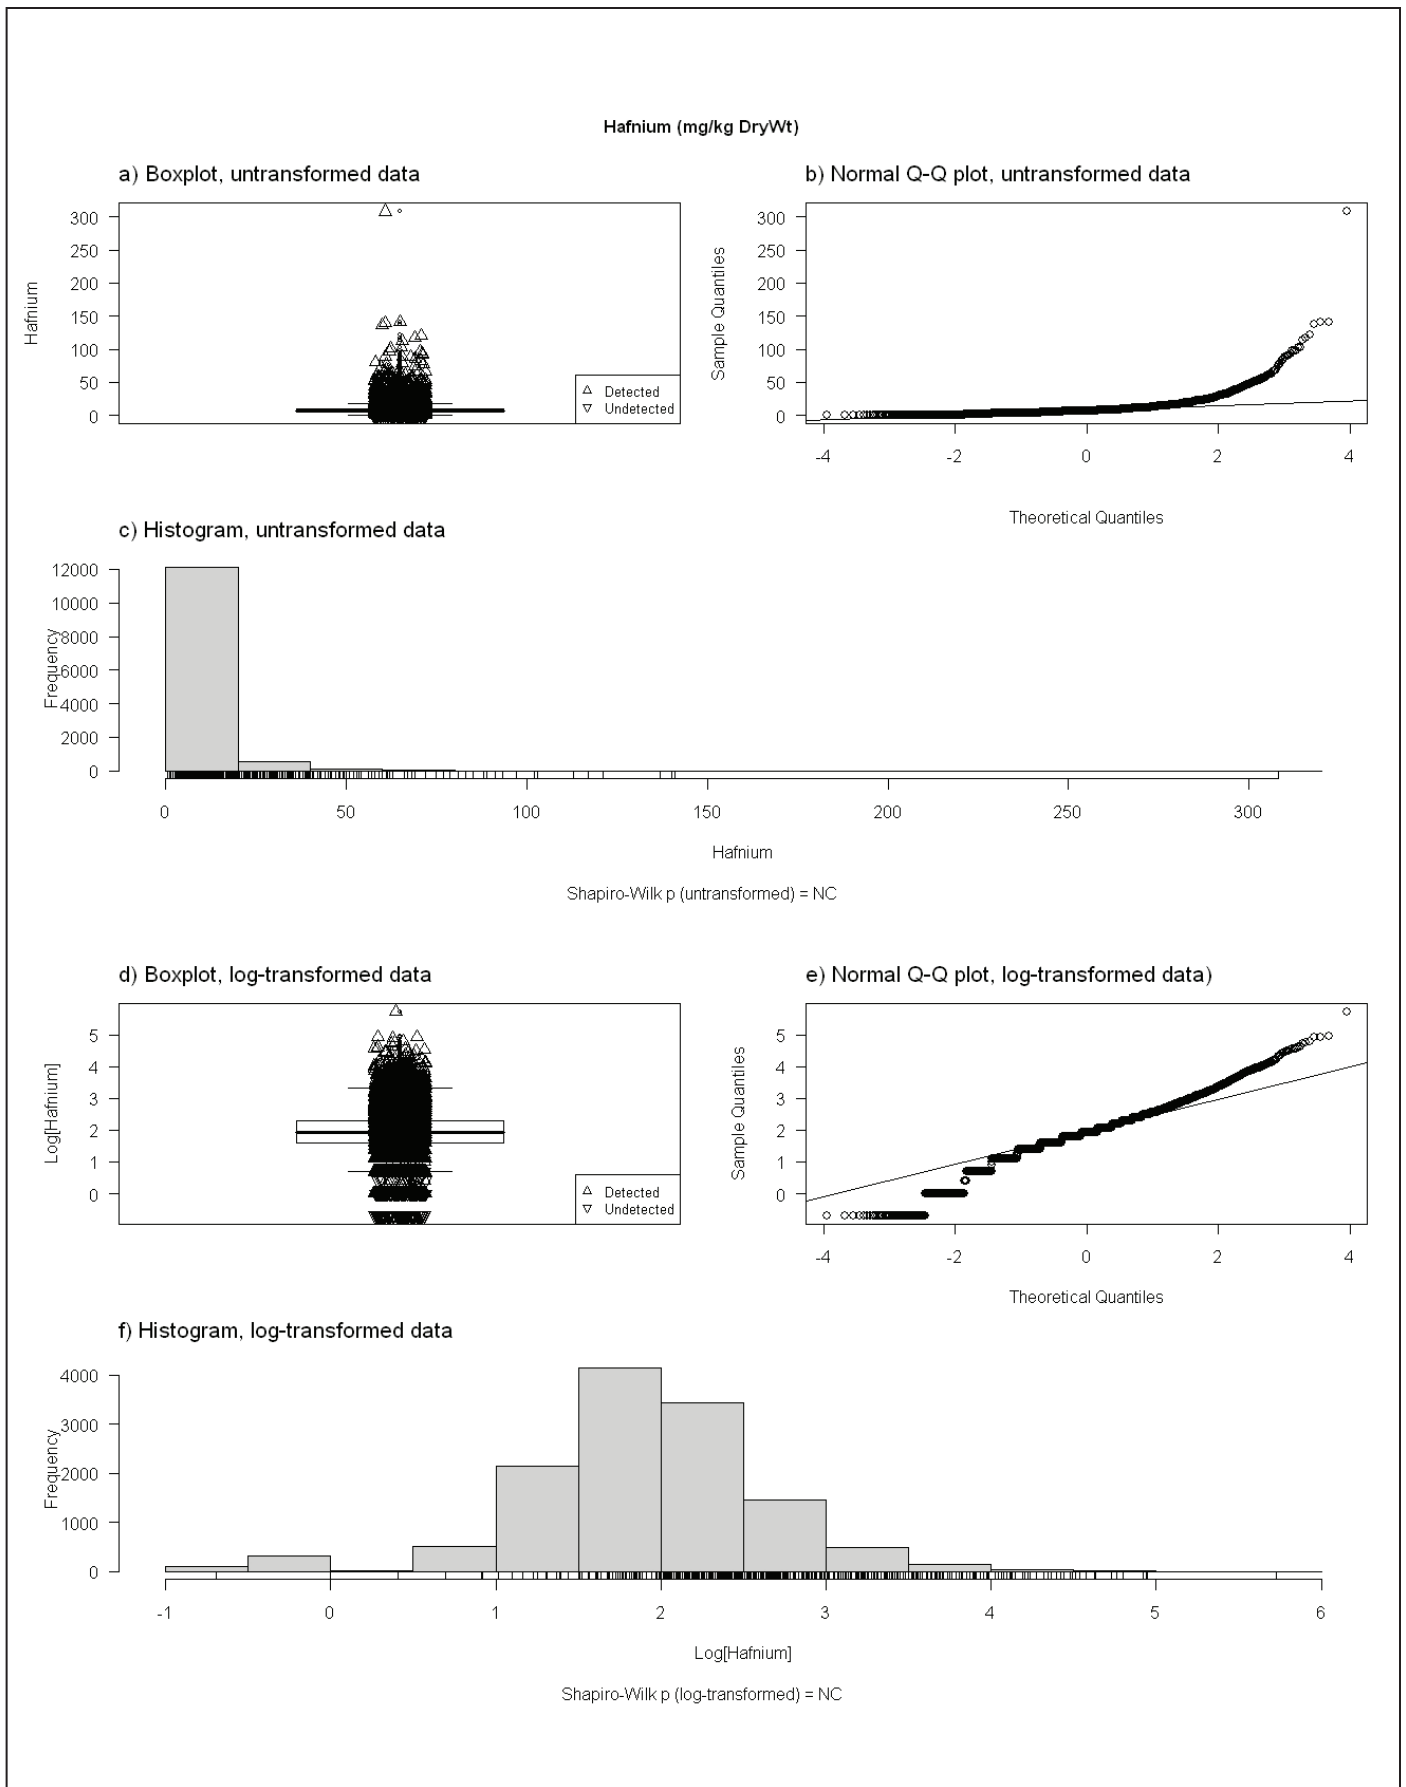 Hafnium (mg/kg DryWt)
a) Boxplot, untransformed data
Hafnium
300
250
200
150
100
50
0
Detected
Undetected
b) Normal Q-Q plot, untransformed data
Sample Quantiles
300
250
200
150
100
50
0
-4 -2 0 2 4
Theoretical Quantiles
c) Histogram, untransformed data
Frequency
12000
10000
8000
6000
4000
2000
0
0 50 100 150 200 250 300
Hafnium
Shapiro-Wilk p (untransformed) = NC
d) Boxplot, log-transformed data
Log[Hafnium]
5
4
3
2
1
0
Detected
Undetected
e) Normal Q-Q plot, log-transformed data)
Sample Quantiles
5
4
3
2
1
0
-4 -2 0 2 4
Theoretical Quantiles
f) Histogram, log-transformed data
Frequency
4000
3000
2000
1000
0
-1 0 1 2 3 4 5 6
Log[Hafnium]
Shapiro-Wilk p (log-transformed) = NC